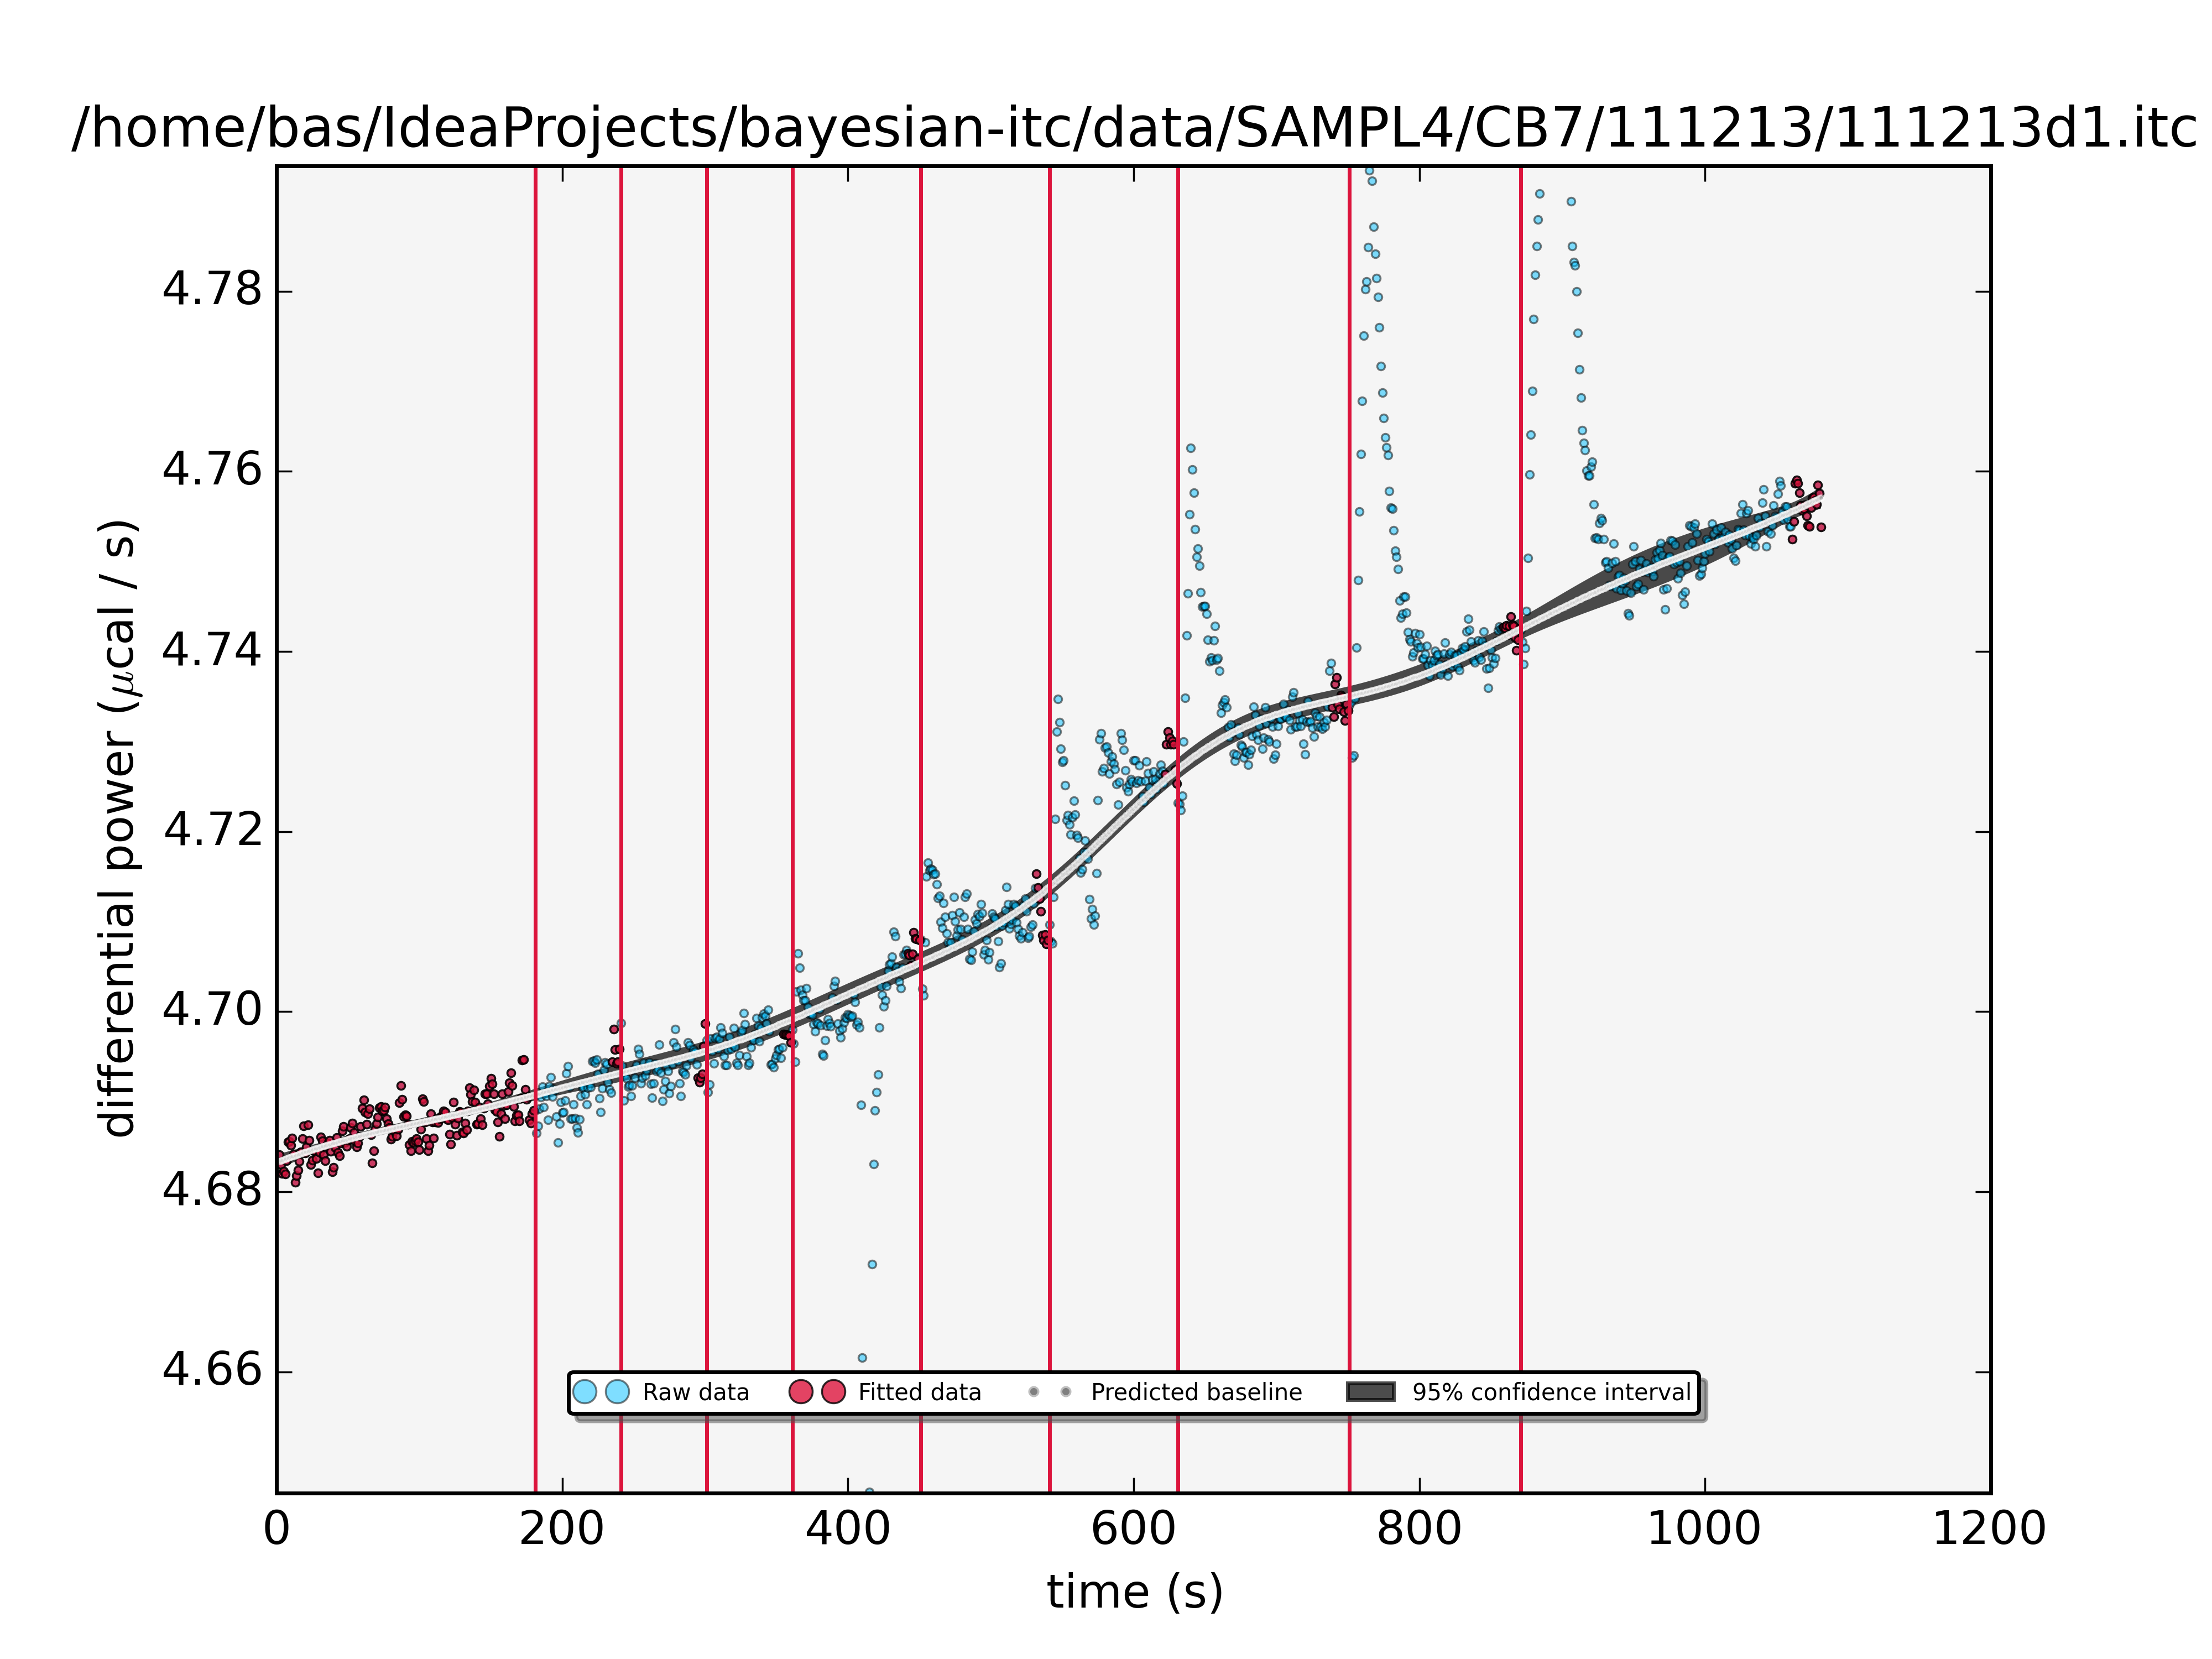 /home/bas/IdeaProjects/bayesian-itc/data/SAMPL4/CB7/111213/111213d1.itc
differential power (μcal / s)
4.78
4.76
4.74
4.72
4.70
4.68
4.66
Raw data Fitted data Predicted baseline 95% confidence interval
0 200 400 600 800 1000 1200
time (s)